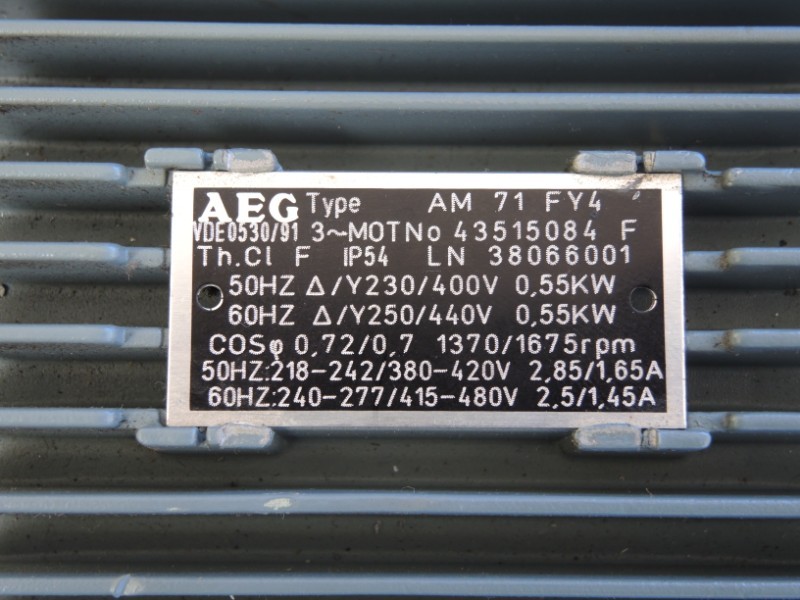 AEG Type AM 71 FY4
VDE0530/91 3~MOTNo 43515084 F
Th.Cl F IP54 LN 38066001
50HZ Δ/Y230/400V 0,55KW
60HZ Δ/Y250/440V 0,55KW
COSφ 0,72/0,7 1370/1675rpm
50HZ:218-242/380-420V 2,85/1,65A
60HZ:240-277/415-480V 2,5/1,45A